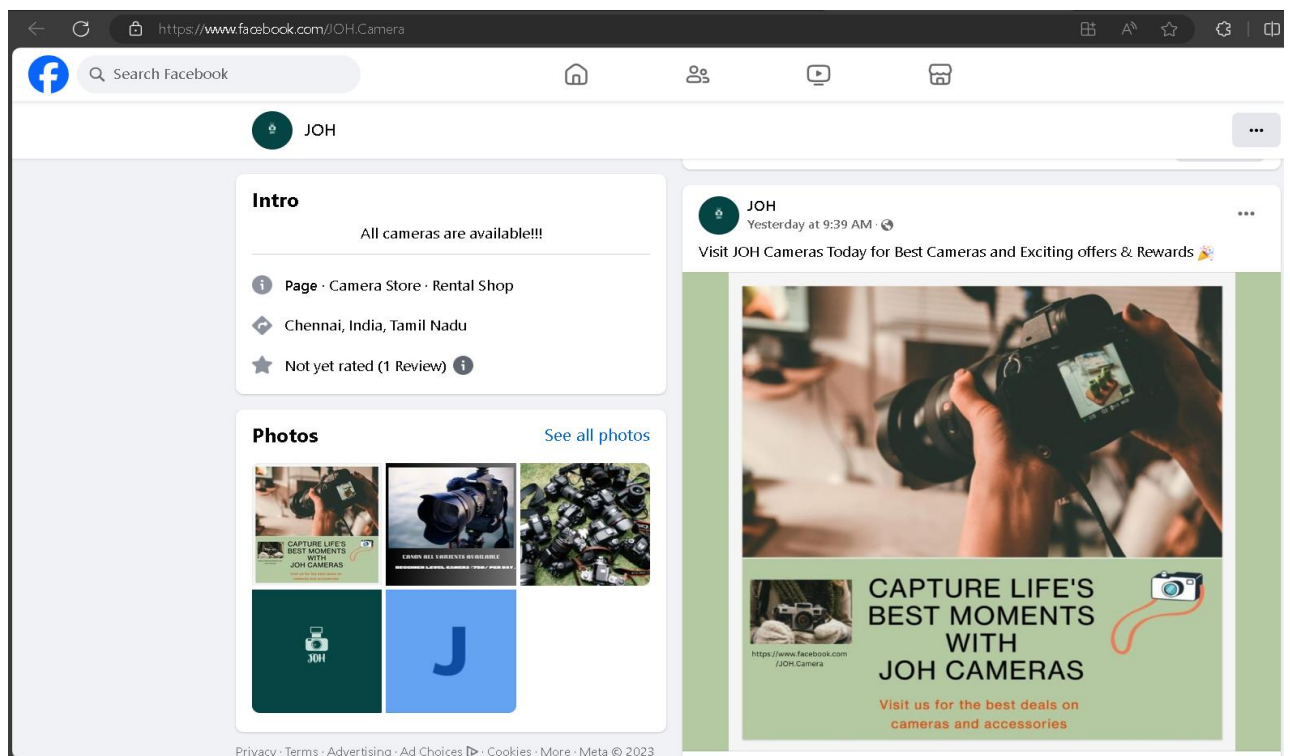 https://www.facebook.com/JOH.Camera
Search Facebook
JOH
Intro
All cameras are available!!!
Page · Camera Store · Rental Shop
Chennai, India, Tamil Nadu
Not yet rated (1 Review)
Photos
See all photos
CAPTURE LIFE'S
BEST MOMENTS
WITH
JOH CAMERAS
CANON ALL VARIENTS AVAILABLE
JOH
J
Privacy · Terms · Advertising · Ad Choices · Cookies · More · Meta © 2023
JOH
Yesterday at 9:39 AM ·
Visit JOH Cameras Today for Best Cameras and Exciting offers & Rewards 🎉
CAPTURE LIFE'S
BEST MOMENTS
WITH
JOH CAMERAS
https://www.facebook.com
/JOH.Camera
Visit us for the best deals on
cameras and accessories